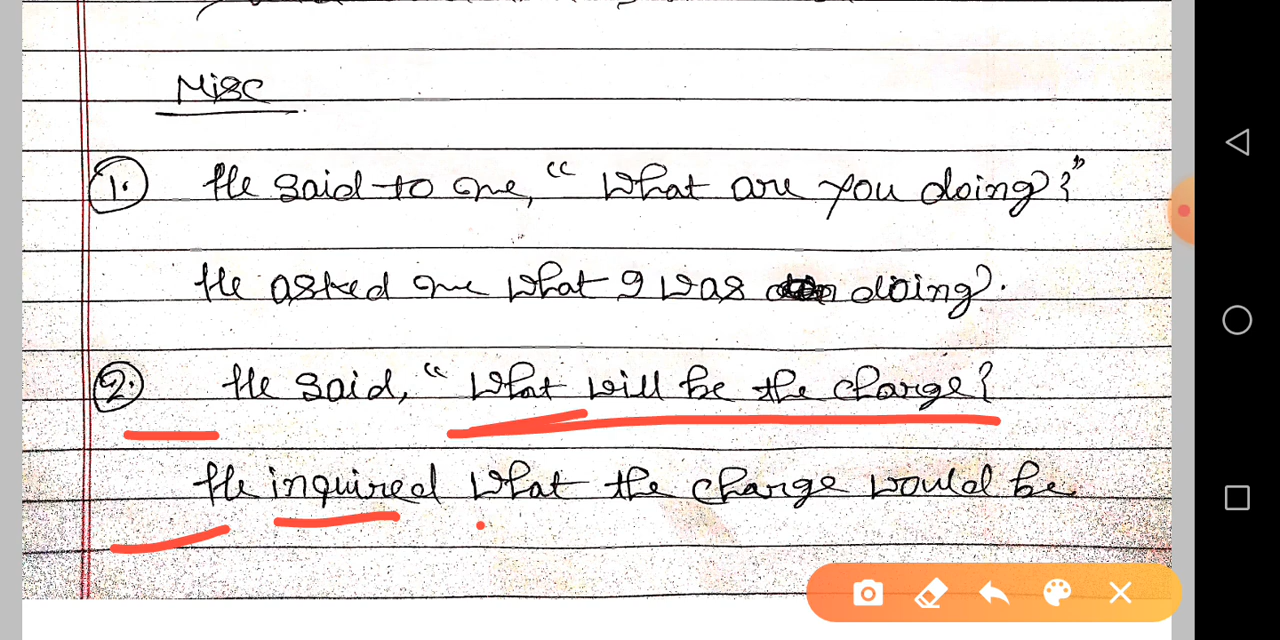 Misc
1. He said to me, “ What are you doing?”
He asked me what I was doing.
2. He said, “ What will be the charge?
He inquired what the charge would be